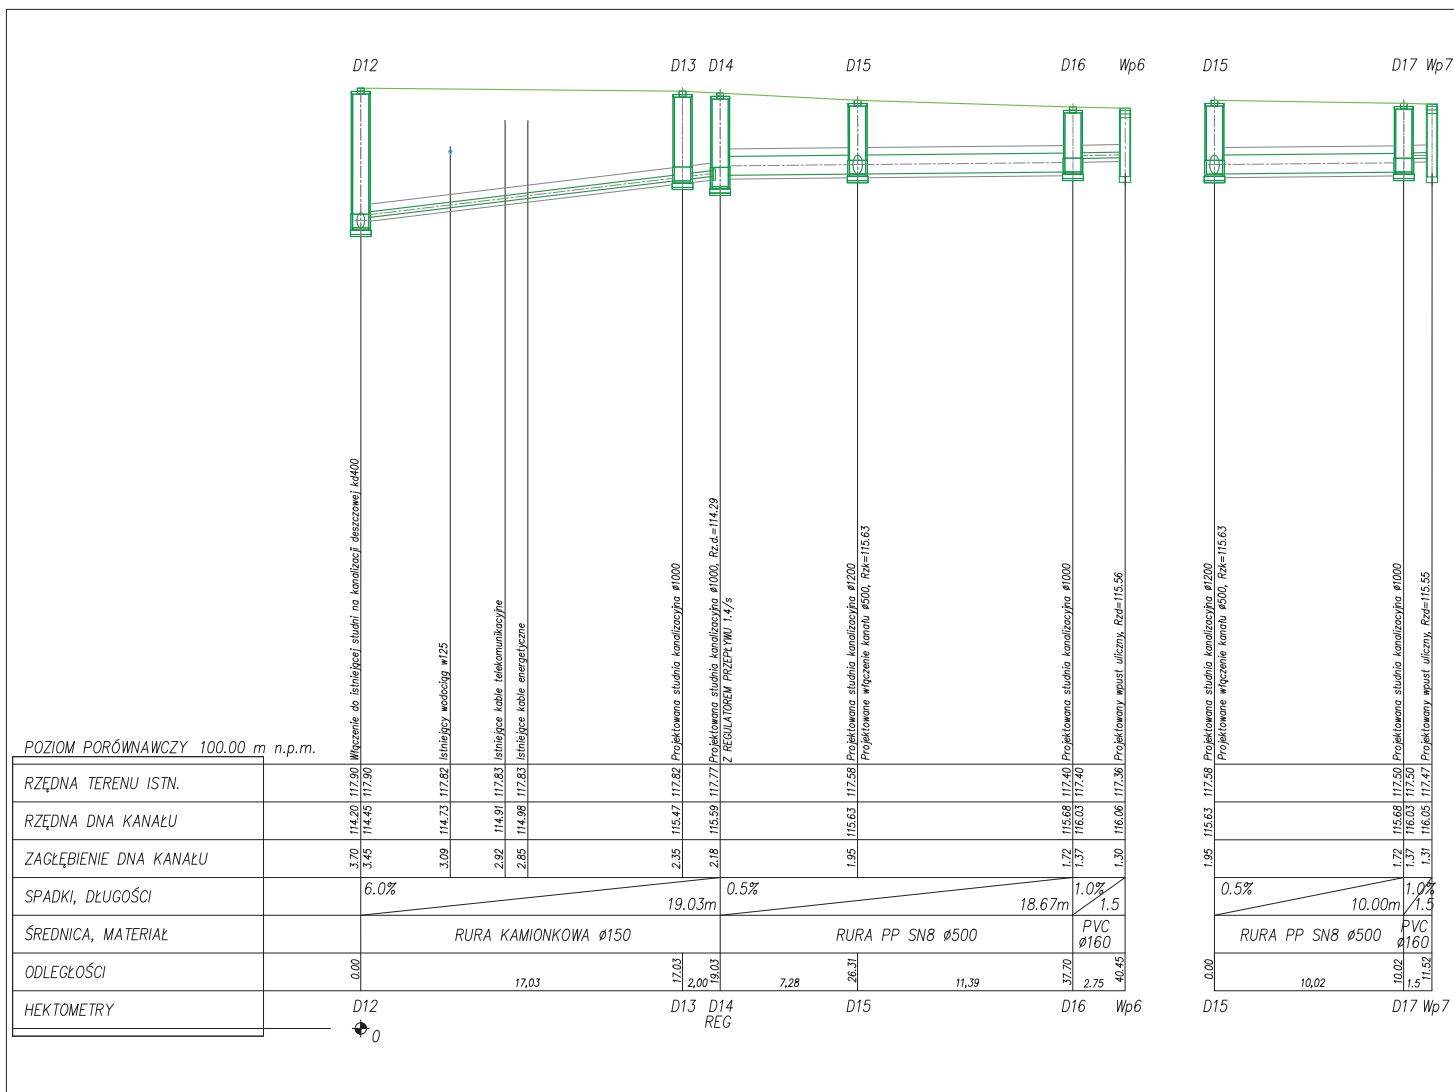 D12 D13 D14 D15 D16 Wp6 D15 D17 Wp7
Włączenie do istniejącej studni na kanalizacji deszczowej kd400
Istniejący wodociąg w125
Istniejące kable telekomunikacyjne
Istniejące kable energetyczne
Projektowana studnia kanalizacyjna ø1000
Projektowana studnia kanalizacyjna ø1000, Rz.d.=114.29
Z REGULATOREM PRZEPŁYWU 1.4/s
Projektowana studnia kanalizacyjna ø1200
Projektowane włączenie kanału ø500, Rzk=115.63
Projektowana studnia kanalizacyjna ø1000
Projektowany wpust uliczny, Rzd=115.56
Projektowana studnia kanalizacyjna ø1200
Projektowane włączenie kanału ø500, Rzk=115.63
Projektowana studnia kanalizacyjna ø1000
Projektowany wpust uliczny, Rzd=115.55
POZIOM PORÓWNAWCZY 100.00 m n.p.m.
RZĘDNA TERENU ISTN. 117.90 117.90 117.82 117.83 117.83 117.82 117.77 117.58 117.40 117.40 117.36 117.58 117.50 117.50 117.47
RZĘDNA DNA KANAŁU 114.20 114.45 114.73 114.91 114.98 115.47 115.59 115.63 115.68 116.03 116.06 115.63 115.68 116.03 116.05
ZAGŁĘBIENIE DNA KANAŁU 3.70 3.45 3.09 2.92 2.85 2.35 2.18 1.95 1.72 1.37 1.30 1.95 1.72 1.37 1.31
SPADKI, DŁUGOŚCI 6.0% 19.03m 0.5% 18.67m 1.0% 1.5 0.5% 10.00m 1.0% 1.5
ŚREDNICA, MATERIAŁ RURA KAMIONKOWA ø150 RURA PP SN8 ø500 PVC ø160 RURA PP SN8 ø500 PVC ø160
ODLEGŁOŚCI 0.00 17,03 17.03 2,00 19.03 7,28 26.31 11,39 37.70 2.75 40.45 0.00 10,02 10.02 1.5 11.52
HEKTOMETRY D12 D13 D14 D15 D16 Wp6 D15 D17 Wp7
REG
0